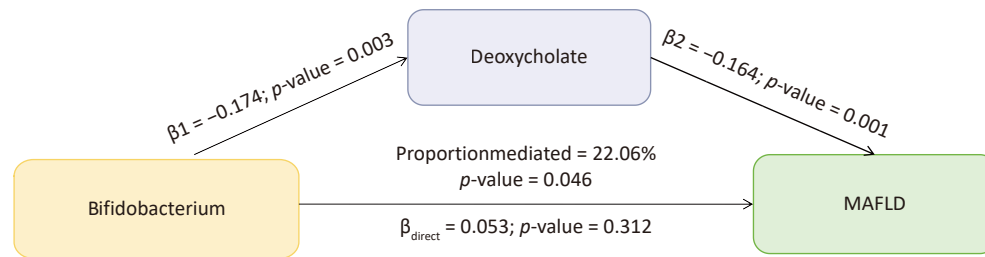 Deoxycholate
β1 = −0.174; p-value = 0.003
β2 = −0.164; p-value = 0.001
Proportionmediated = 22.06%
p-value = 0.046
Bifidobacterium
MAFLD
βdirect = 0.053; p-value = 0.312